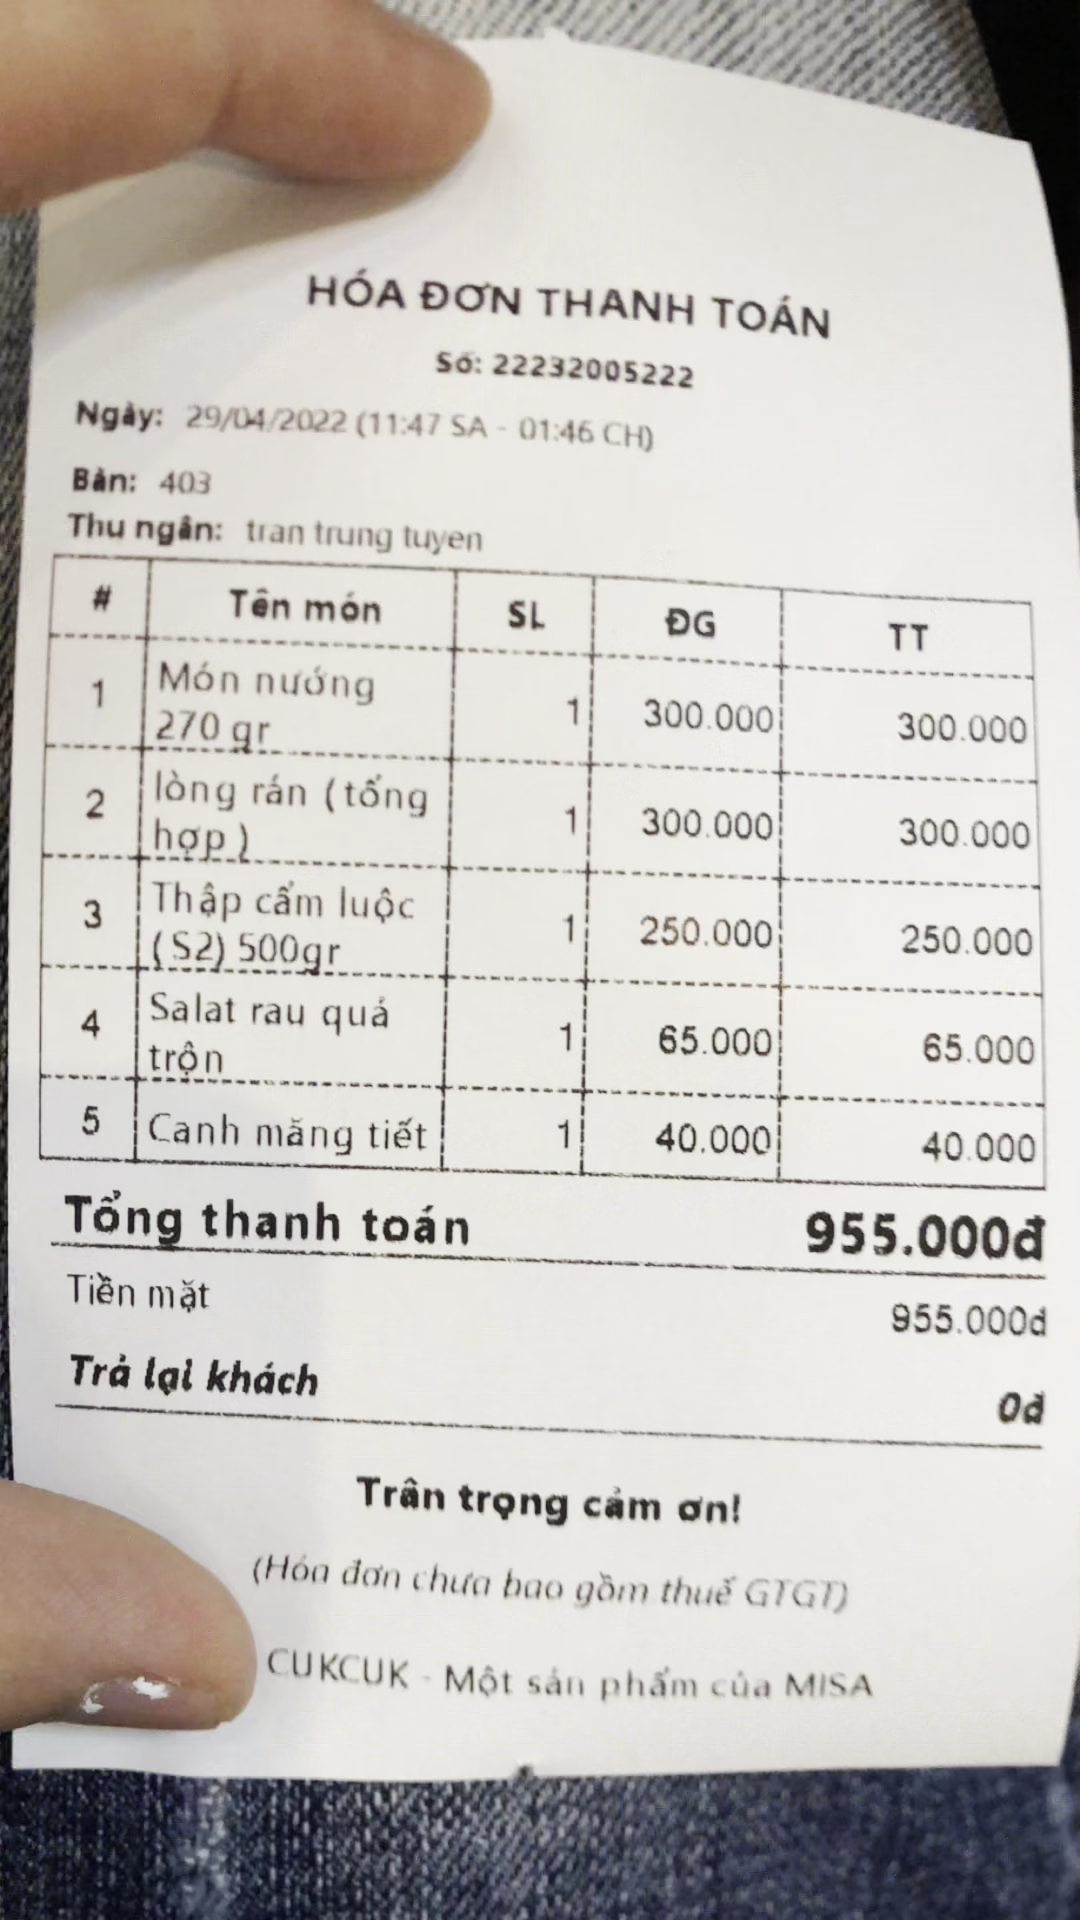 HÓA ĐƠN THANH TOÁN
Số: 22232005222
Ngày: 29/04/2022 (11:47 SA - 01:46 CH)
Bàn: 403
Thu ngân: tran trung tuyen
# Tên món SL ĐG TT
1 Món nướng 1 300.000 300.000
270 gr
2 lòng rán (tổng 1 300.000 300.000
hợp )
3 Thập cẩm luộc 1 250.000 250.000
(S2) 500gr
4 Salat rau quả 1 65.000 65.000
trộn
5 Canh măng tiết 1 40.000 40.000
Tổng thanh toán 955.000đ
Tiền mặt 955.000đ
Trả lại khách 0đ
Trân trọng cảm ơn!
(Hóa đơn chưa bao gồm thuế GTGT)
CUKCUK - Một sản phẩm của MISA